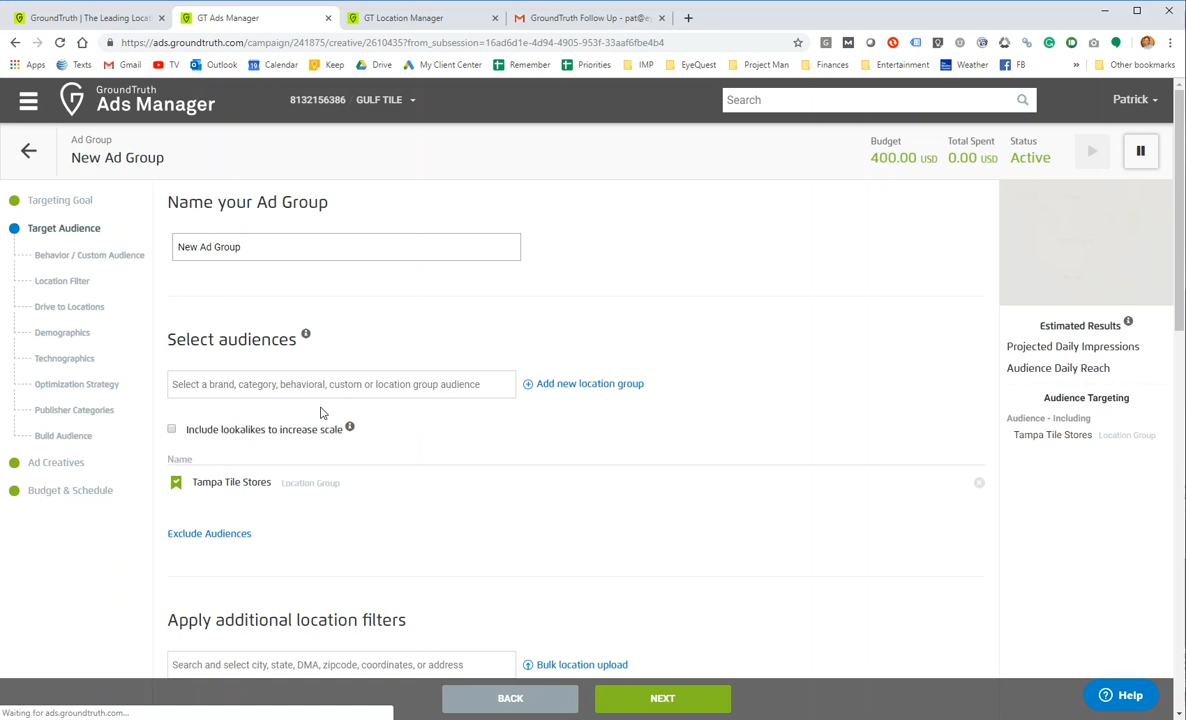 GroundTruth | The Leading Locati
GT Ads Manager
GT Location Manager
GroundTruth Follow Up - pat@e
https://ads.groundtruth.com/campaign/241875/creative/2610435?from_subsession=16ad6d1e-4d94-4905-953f-33aaf6fbe4b4
Apps
Texts
Gmail
TV
Outlook
Calendar
Keep
Drive
My Client Center
Remember
Priorities
IMP
EyeQuest
Project Man
Finances
Entertainment
Weather
FB
»
Other bookmarks
GroundTruth
Ads Manager
8132156386 GULF TILE
Search
Patrick
Ad Group
New Ad Group
Budget
400.00 USD
Total Spent
0.00 USD
Status
Active
Targeting Goal
Target Audience
Behavior / Custom Audience
Location Filter
Drive to Locations
Demographics
Technographics
Optimization Strategy
Publisher Categories
Build Audience
Ad Creatives
Budget & Schedule
Name your Ad Group
New Ad Group
Select audiences
Select a brand, category, behavioral, custom or location group audience
Add new location group
Include lookalikes to increase scale
Name
Tampa Tile Stores Location Group
Exclude Audiences
Apply additional location filters
Search and select city, state, DMA, zipcode, coordinates, or address
Bulk location upload
Estimated Results
Projected Daily Impressions
Audience Daily Reach
Audience Targeting
Audience - Including
Tampa Tile Stores Location Group
BACK
NEXT
Help
Waiting for ads.groundtruth.com...